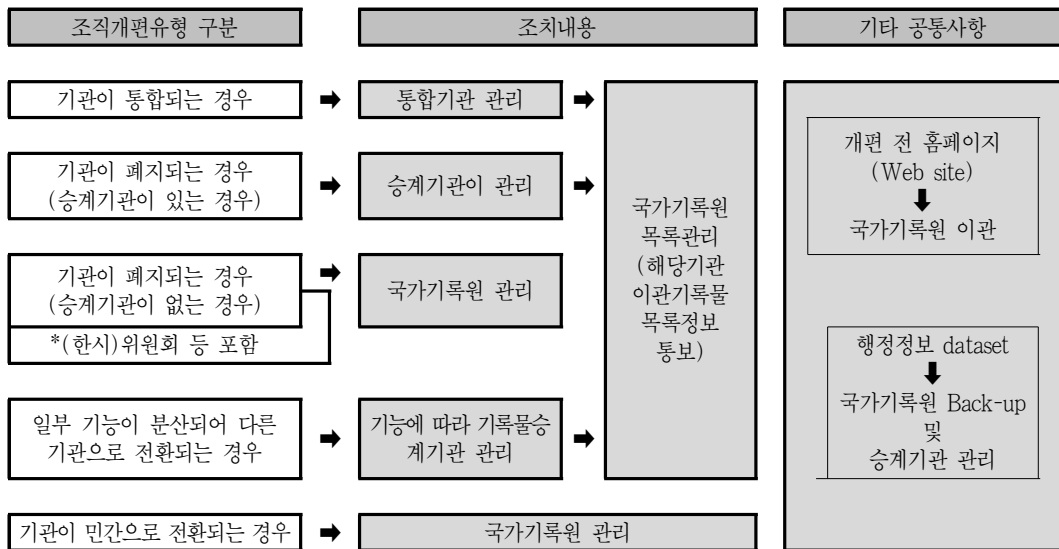 조직개편유형 구분
조치내용
기타 공통사항
기관이 통합되는 경우
통합기관 관리
기관이 폐지되는 경우
(승계기관이 있는 경우)
승계기관이 관리
기관이 폐지되는 경우
(승계기관이 없는 경우)
*(한시)위원회 등 포함
국가기록원 관리
일부 기능이 분산되어 다른
기관으로 전환되는 경우
기능에 따라 기록물승
계기관 관리
국가기록원
목록관리
(해당기관
이관기록물
목록정보
통보)
기관이 민간으로 전환되는 경우
국가기록원 관리
개편 전 홈페이지
(Web site)
국가기록원 이관
행정정보 dataset
국가기록원 Back-up
및
승계기관 관리